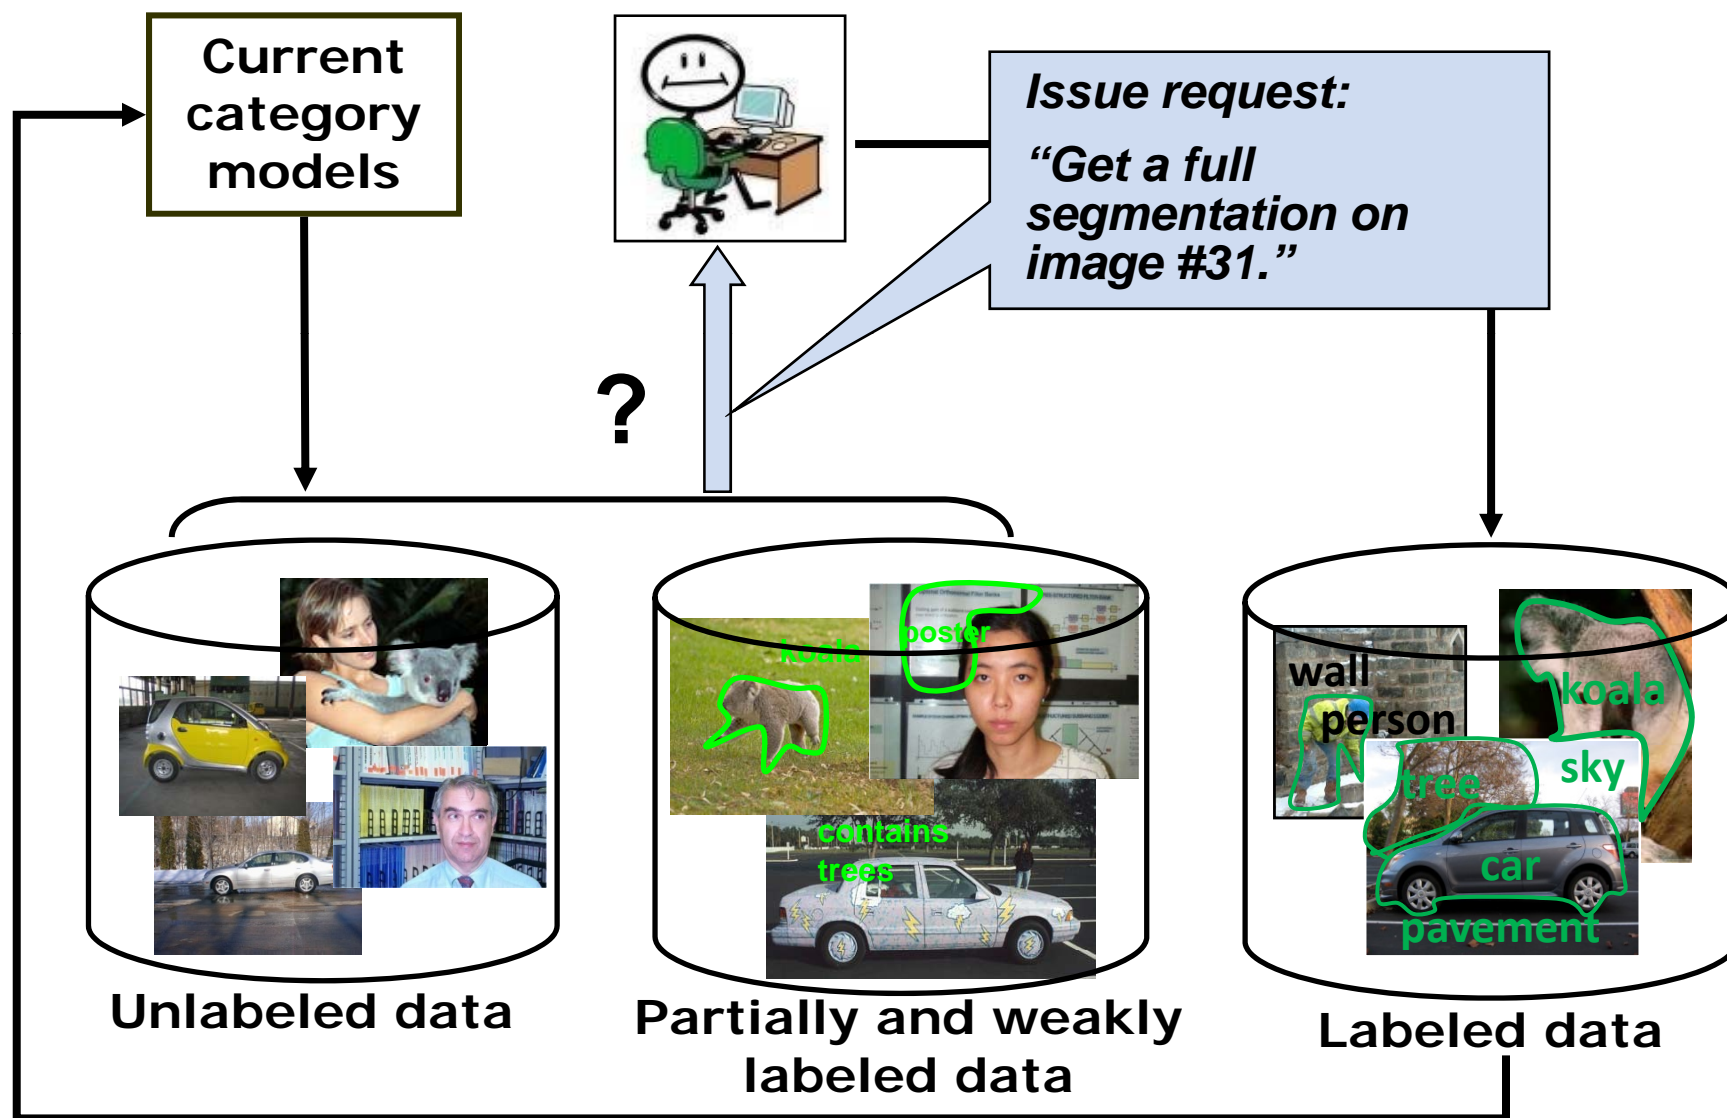 Current
category
models
Issue request:
“Get a full
segmentation on
image #31.”
?
koala
poster
contains
trees
wall
person
koala
sky
tree
car
pavement
Unlabeled data
Partially and weakly
labeled data
Labeled data